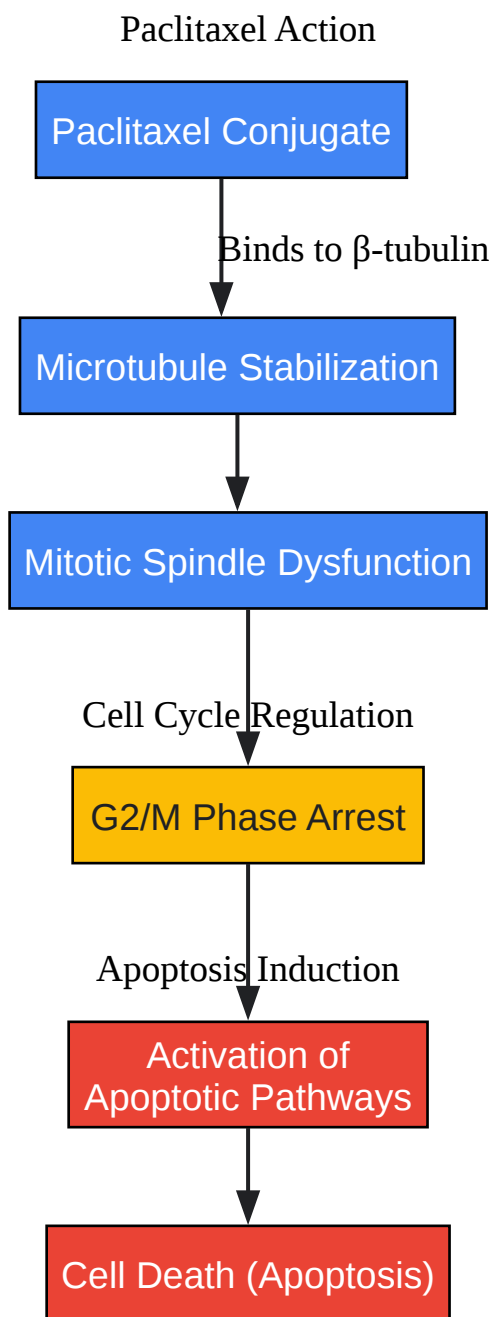 Paclitaxel Action
Paclitaxel Conjugate
Binds to β-tubulin
Microtubule Stabilization
Mitotic Spindle Dysfunction
Cell Cycle Regulation
G2/M Phase Arrest
Apoptosis Induction
Activation of
Apoptotic Pathways
Cell Death (Apoptosis)